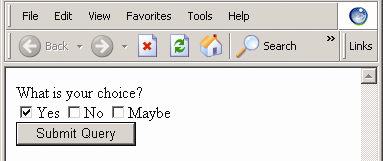 File Edit View Favorites Tools Help
Back Search » Links
What is your choice?
Yes No Maybe
Submit Query